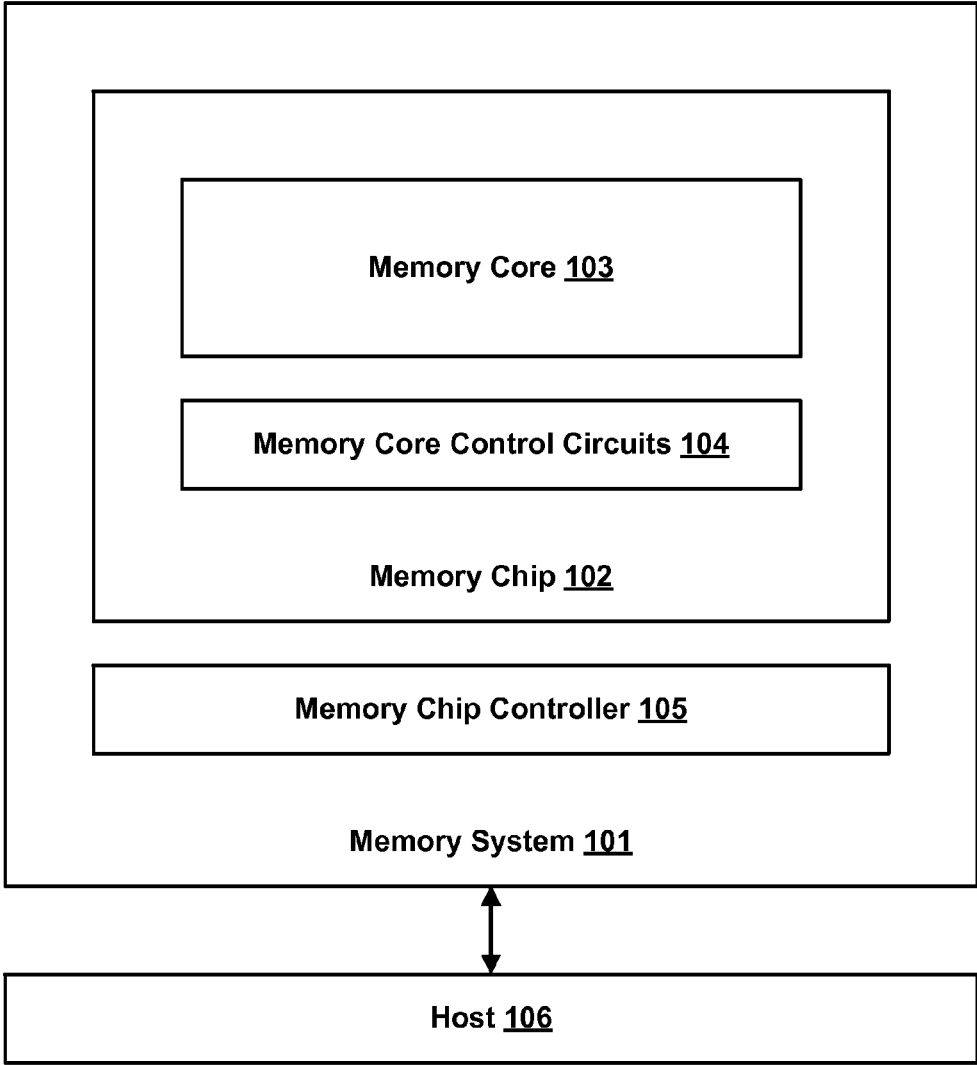 Memory Core 103
Memory Core Control Circuits 104
Memory Chip 102
Memory Chip Controller 105
Memory System 101
Host 106